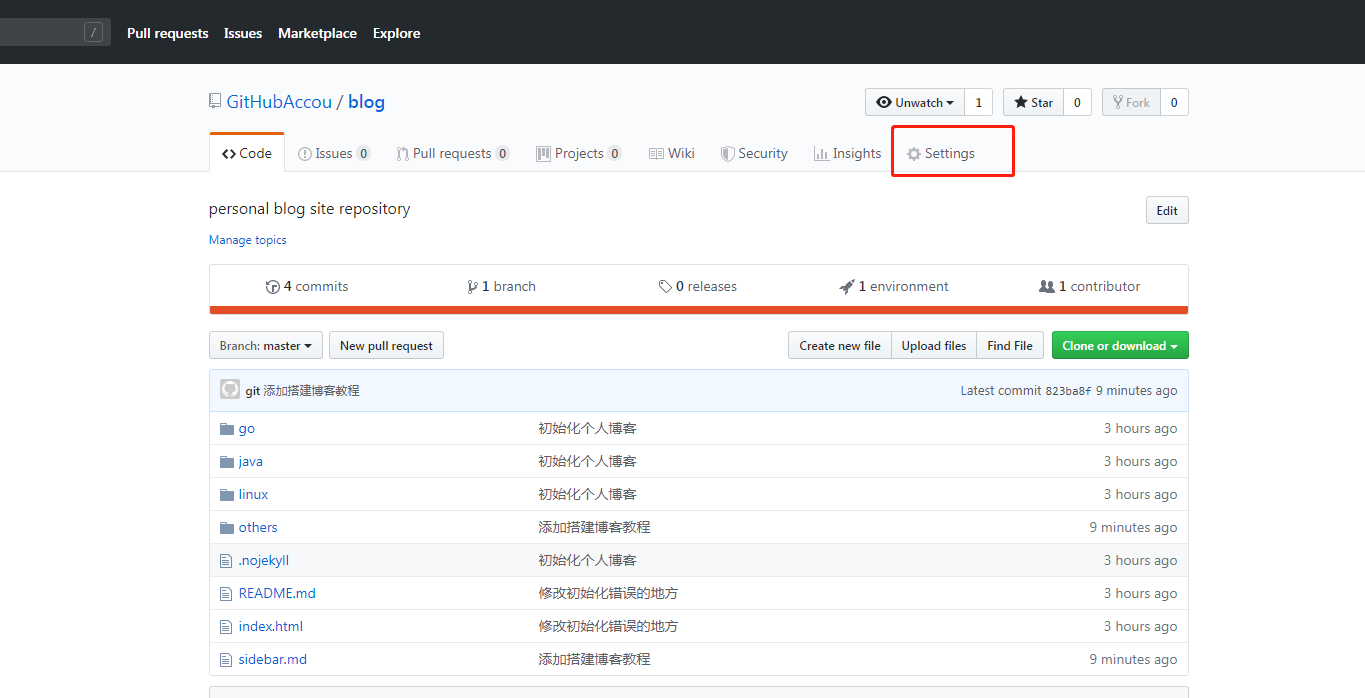 / Pull requests Issues Marketplace Explore
GitHubAccou / blog Unwatch 1 Star 0 Fork 0
Code Issues 0 Pull requests 0 Projects 0 Wiki Security Insights Settings
personal blog site repository Edit
Manage topics
4 commits 1 branch 0 releases 1 environment 1 contributor
Branch: master New pull request Create new file Upload files Find File Clone or download
git 添加搭建博客教程 Latest commit 823ba8f 9 minutes ago
go 初始化个人博客 3 hours ago
java 初始化个人博客 3 hours ago
linux 初始化个人博客 3 hours ago
others 添加搭建博客教程 9 minutes ago
.nojekyll 初始化个人博客 3 hours ago
README.md 修改初始化错误的地方 3 hours ago
index.html 修改初始化错误的地方 3 hours ago
sidebar.md 添加搭建博客教程 9 minutes ago